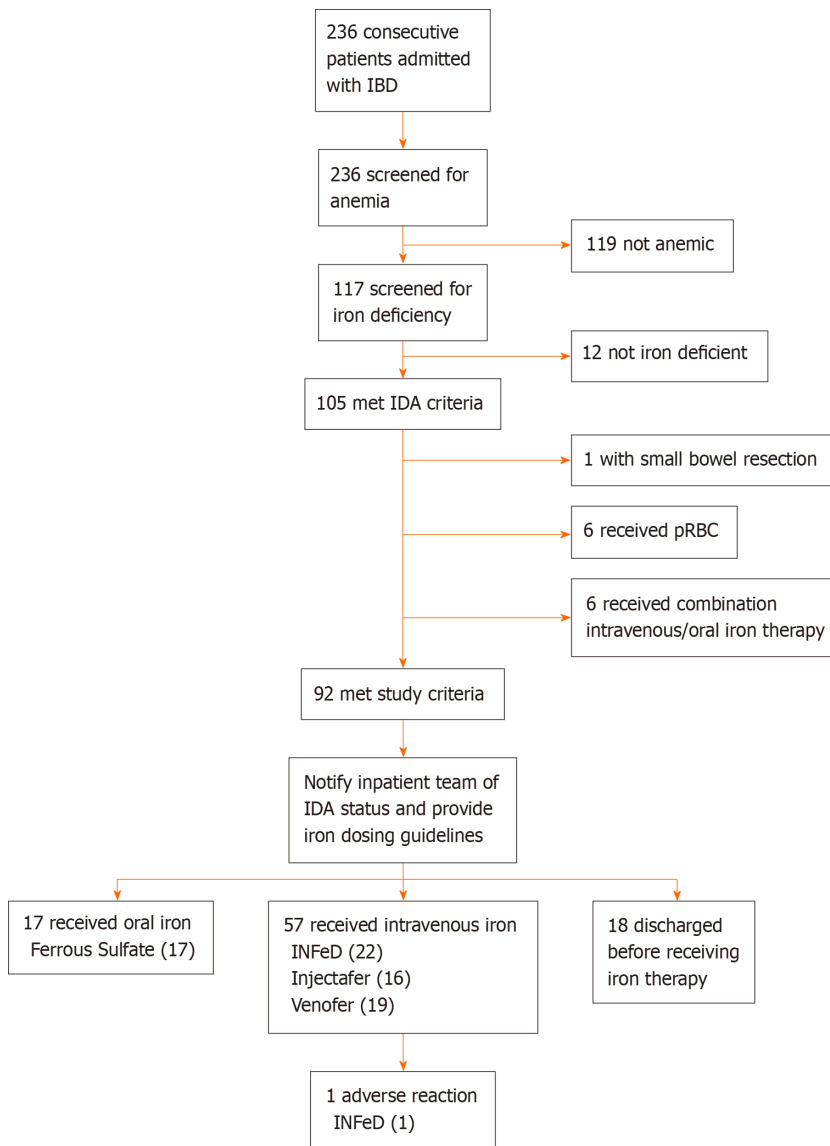 236 consecutive
patients admitted
with IBD
236 screened for
anemia
119 not anemic
117 screened for
iron deficiency
12 not iron deficient
105 met IDA criteria
1 with small bowel resection
6 received pRBC
6 received combination
intravenous/oral iron therapy
92 met study criteria
Notify inpatient team of
IDA status and provide
iron dosing guidelines
17 received oral iron
Ferrous Sulfate (17)
57 received intravenous iron
INFeD (22)
Injectafer (16)
Venofer (19)
18 discharged
before receiving
iron therapy
1 adverse reaction
INFeD (1)